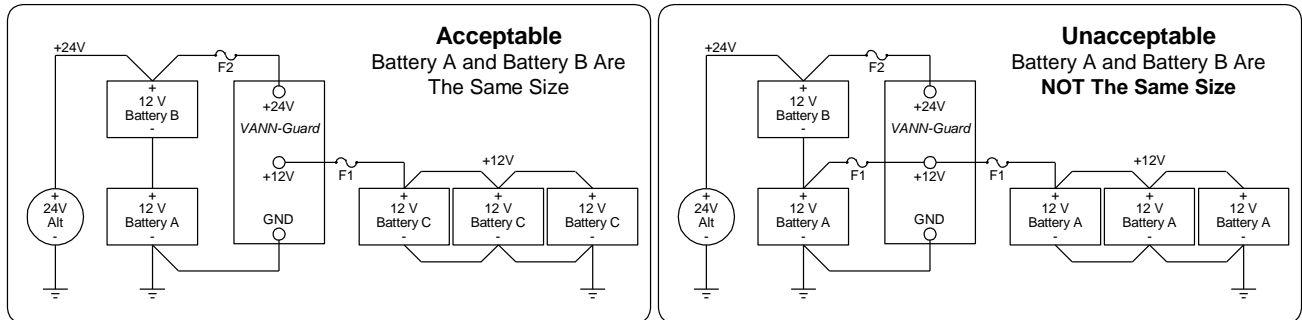 Acceptable
Battery A and Battery B Are
The Same Size
+24V
F2
+
12 V
Battery B
-
+24V
VANN-Guard
+12V
F1
+12V
+
24V
Alt
+
12 V
Battery A
-
GND
+
12 V
Battery C
-
+
12 V
Battery C
-
+
12 V
Battery C
-
Unacceptable
Battery A and Battery B Are
NOT The Same Size
+24V
F2
+
12 V
Battery B
-
+24V
VANN-Guard
F1
+12V
F1
+12V
+
24V
Alt
+
12 V
Battery A
-
GND
+
12 V
Battery A
-
+
12 V
Battery A
-
+
12 V
Battery A
-